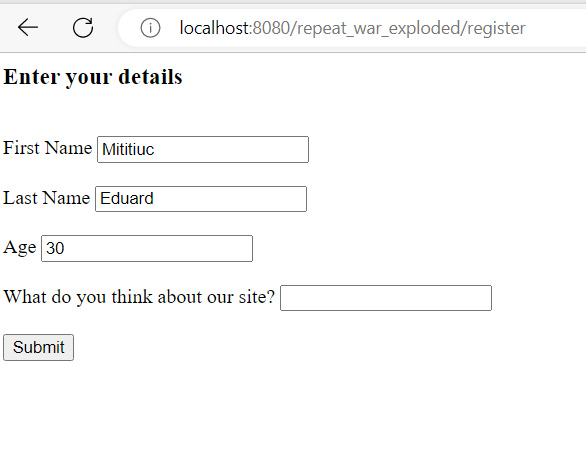 localhost:8080/repeat_war_exploded/register
Enter your details
First Name Mititiuc
Last Name Eduard
Age 30
What do you think about our site?
Submit